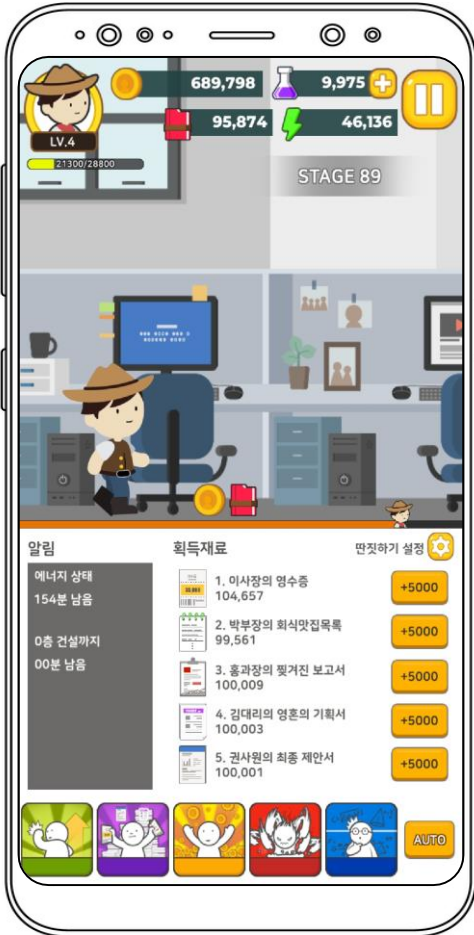 689,798
9,975
95,874
46,136
LV.4
21300/28800
STAGE 89
알림
획득재료
딴짓하기 설정
에너지 상태
154분 남음
0층 건설까지
00분 남음
1. 이사장의 영수증
104,657
+5000
2. 박부장의 회식맛집목록
99,561
+5000
3. 홍과장의 찢겨진 보고서
100,009
+5000
4. 김대리의 영혼의 기획서
100,003
+5000
5. 권사원의 최종 제안서
100,001
+5000
AUTO